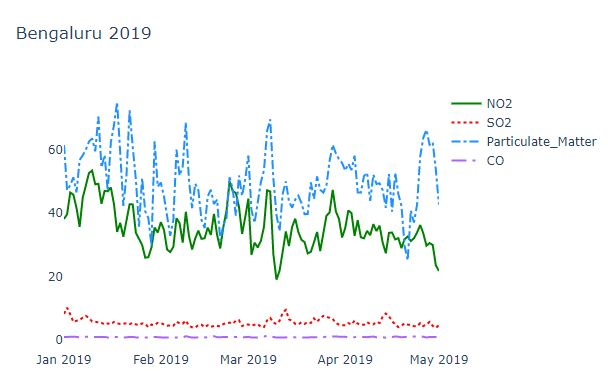 Bengaluru 2019
NO2
SO2
Particulate_Matter
CO
60
40
20
0
Jan 2019
Feb 2019
Mar 2019
Apr 2019
May 2019